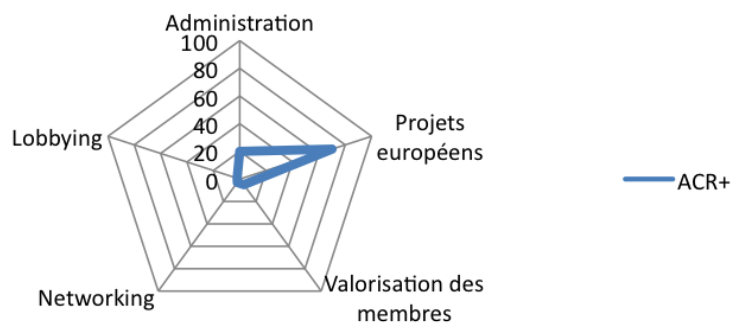 Administration
100
80
60
40
20
0
Projets
européens
Valorisation des
membres
Networking
Lobbying
ACR+